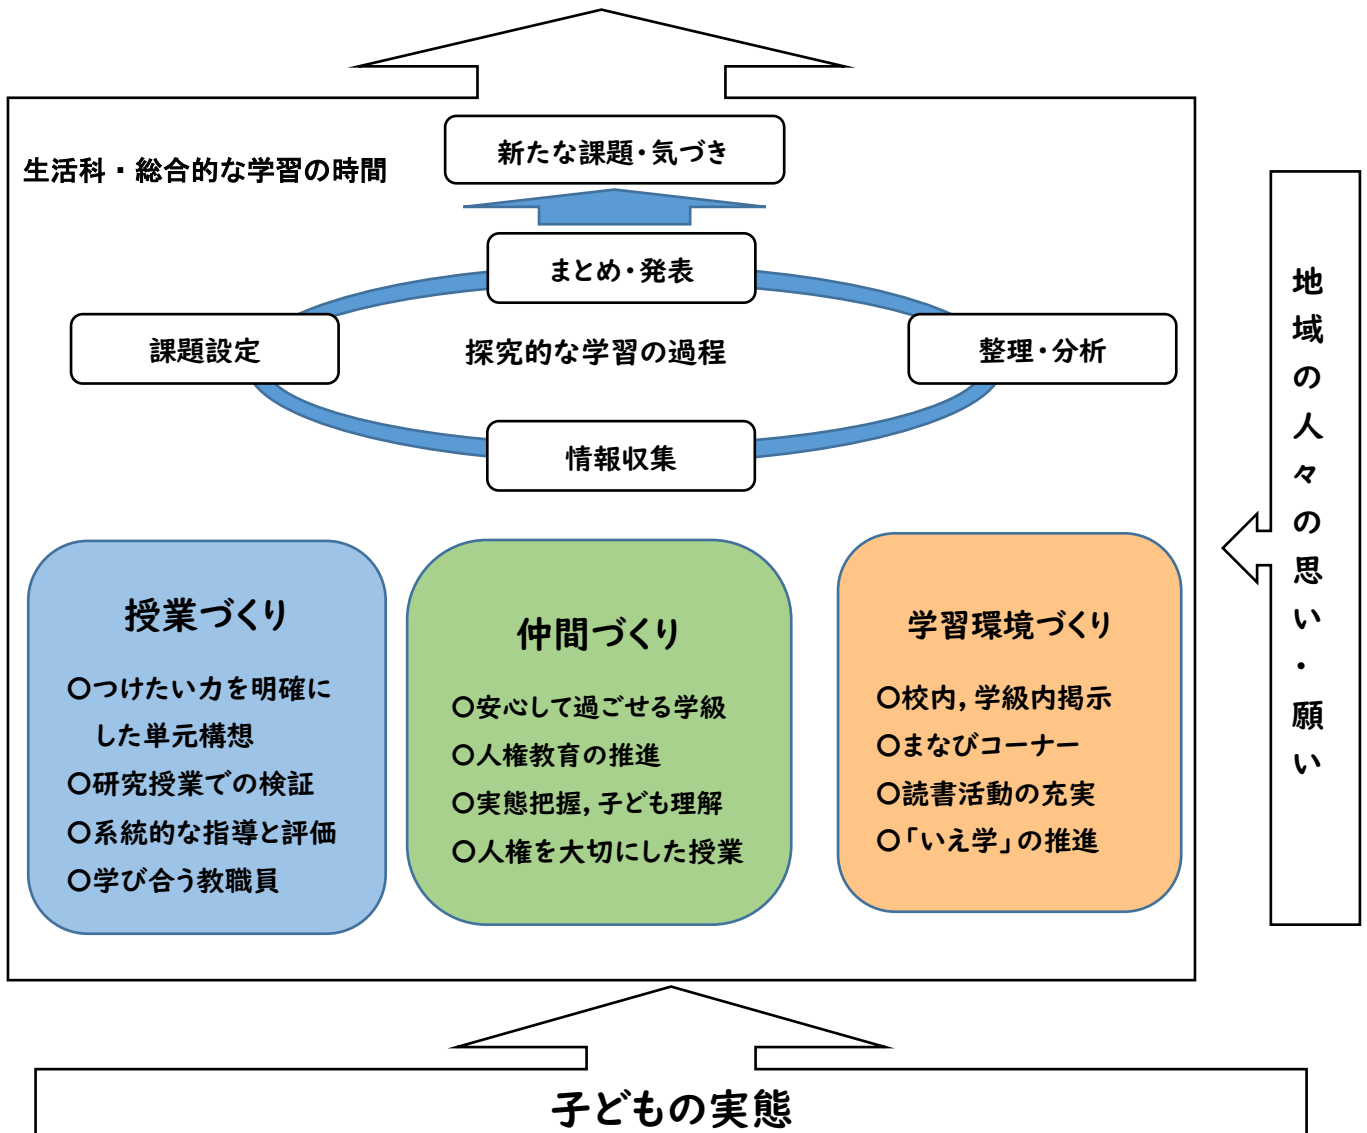 新たな課題・気づき
生活科・総合的な学習の時間
まとめ・発表
課題設定
探究的な学習の過程
整理・分析
情報収集
授業づくり
○つけたい力を明確に
した単元構想
○研究授業での検証
○系統的な指導と評価
○学び合う教職員
仲間づくり
○安心して過ごせる学級
○人権教育の推進
○実態把握,子ども理解
○人権を大切にした授業
学習環境づくり
○校内,学級内掲示
○まなびコーナー
○読書活動の充実
○「いえ学」の推進
地域の人々の思い・願い
子どもの実態